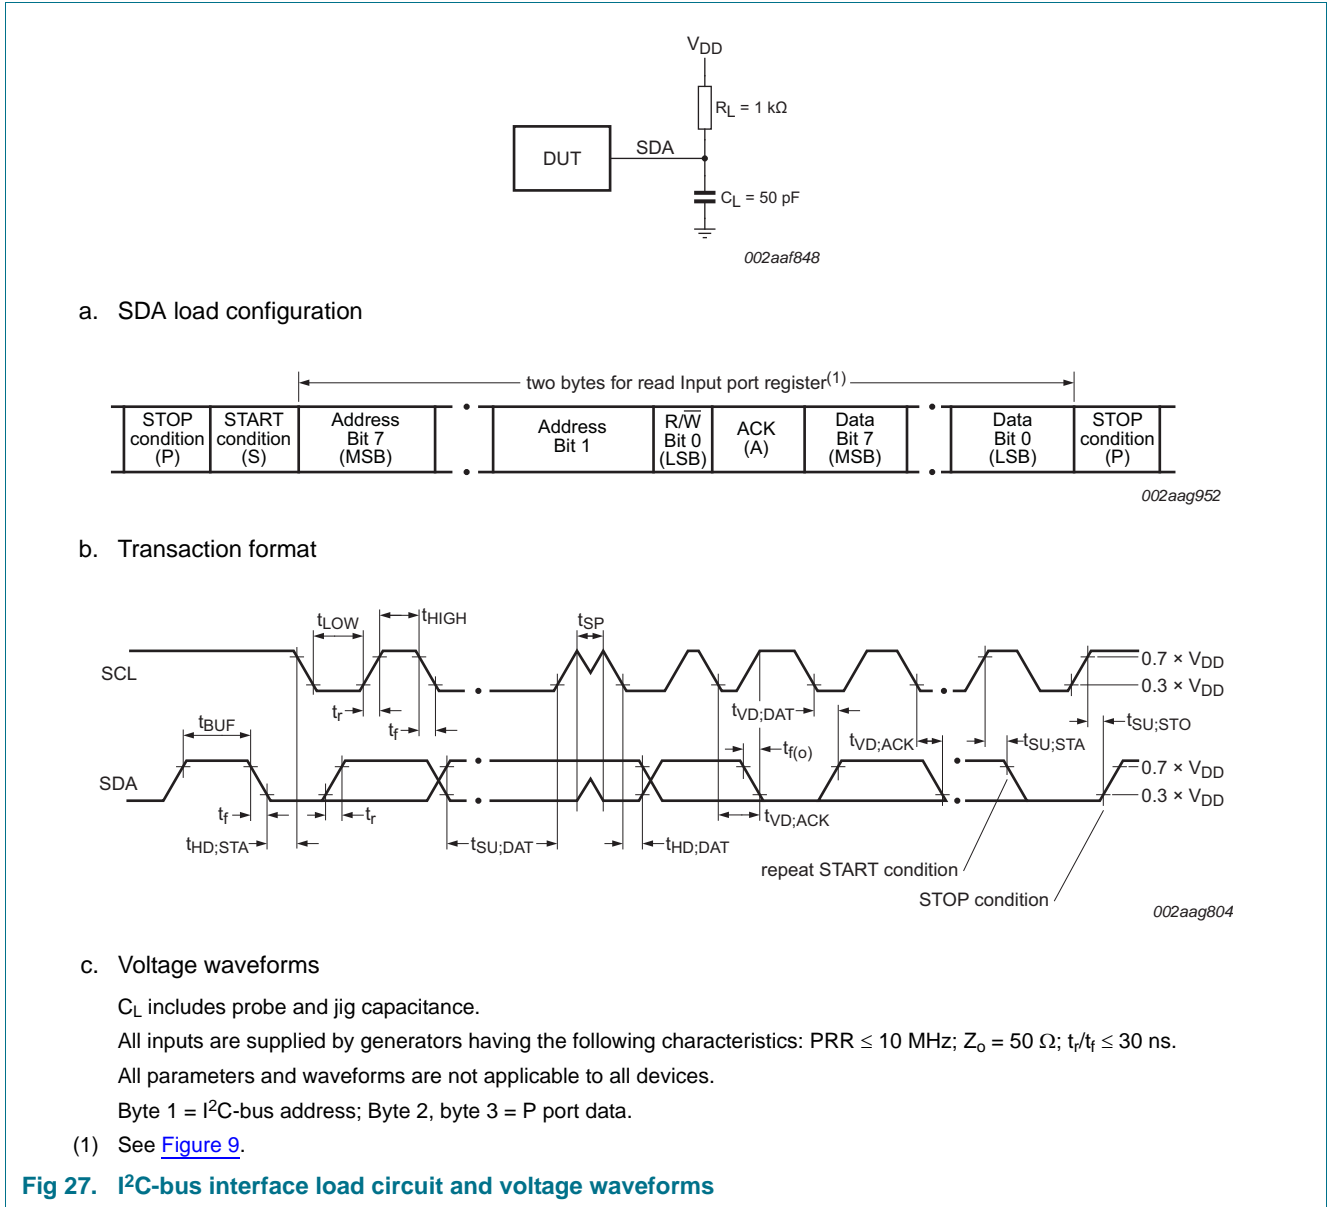 VDD
RL = 1 kΩ
DUT
SDA
CL = 50 pF
002aaf848
a. SDA load configuration
two bytes for read Input port register(1)
STOP condition (P)
START condition (S)
Address Bit 7 (MSB)
Address Bit 1
R/W̅ Bit 0 (LSB)
ACK (A)
Data Bit 7 (MSB)
Data Bit 0 (LSB)
STOP condition (P)
002aag952
b. Transaction format
tLOW
tHIGH
tSP
SCL
0.7 × VDD
0.3 × VDD
tr
tf
tBUF
tVD;DAT
tf(o)
tVD;ACK
tSU;STA
tSU;STO
SDA
0.7 × VDD
0.3 × VDD
tf
tr
tVD;ACK
tHD;STA
tSU;DAT
tHD;DAT
repeat START condition
STOP condition
002aag804
c. Voltage waveforms
CL includes probe and jig capacitance.
All inputs are supplied by generators having the following characteristics: PRR ≤ 10 MHz; Zo = 50 Ω; tr/tf ≤ 30 ns.
All parameters and waveforms are not applicable to all devices.
Byte 1 = I²C-bus address; Byte 2, byte 3 = P port data.
(1) See Figure 9.
Fig 27. I²C-bus interface load circuit and voltage waveforms